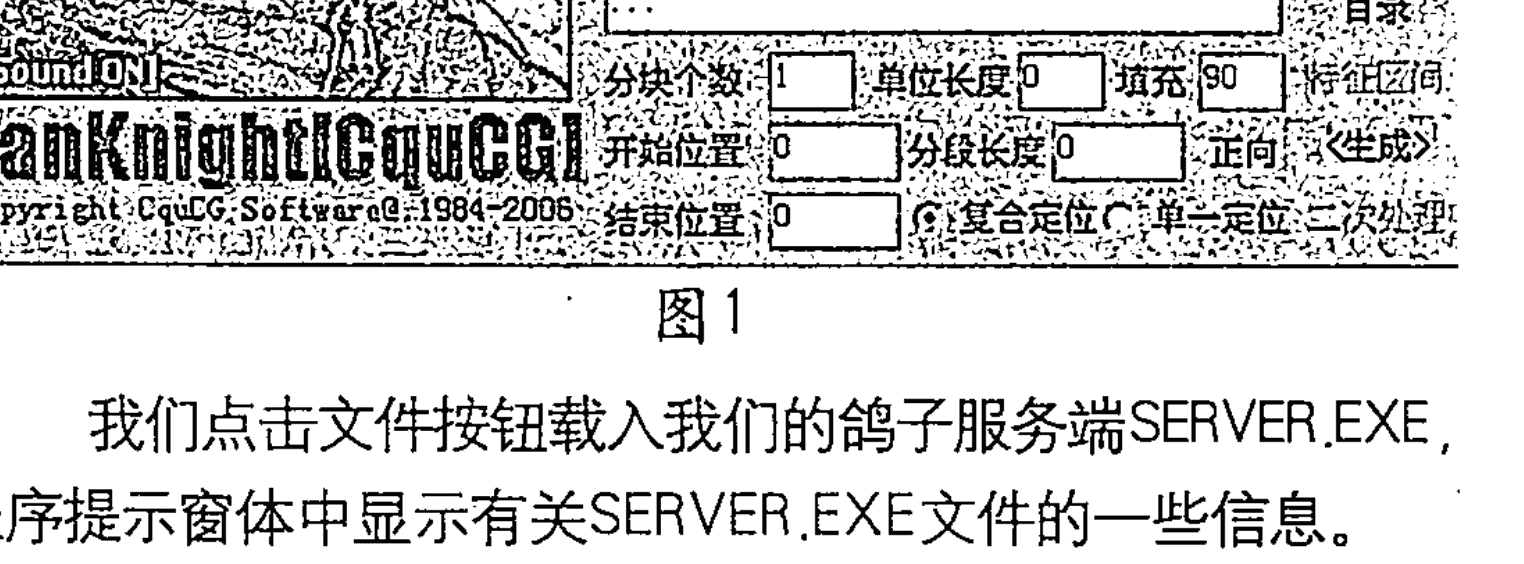 目录
Sound[ON]
分块个数 1 单位长度 0 填充 90 特征区间
anKnight[CquCG]
开始位置 0 分段长度 0 正向 <生成>
pyright CquCG Software@ 1984-2006
结束位置 0 复合定位 单一定位 二次处理
图1
我们点击文件按钮载入我们的鸽子服务端SERVER.EXE,
序提示窗体中显示有关SERVER.EXE文件的一些信息。